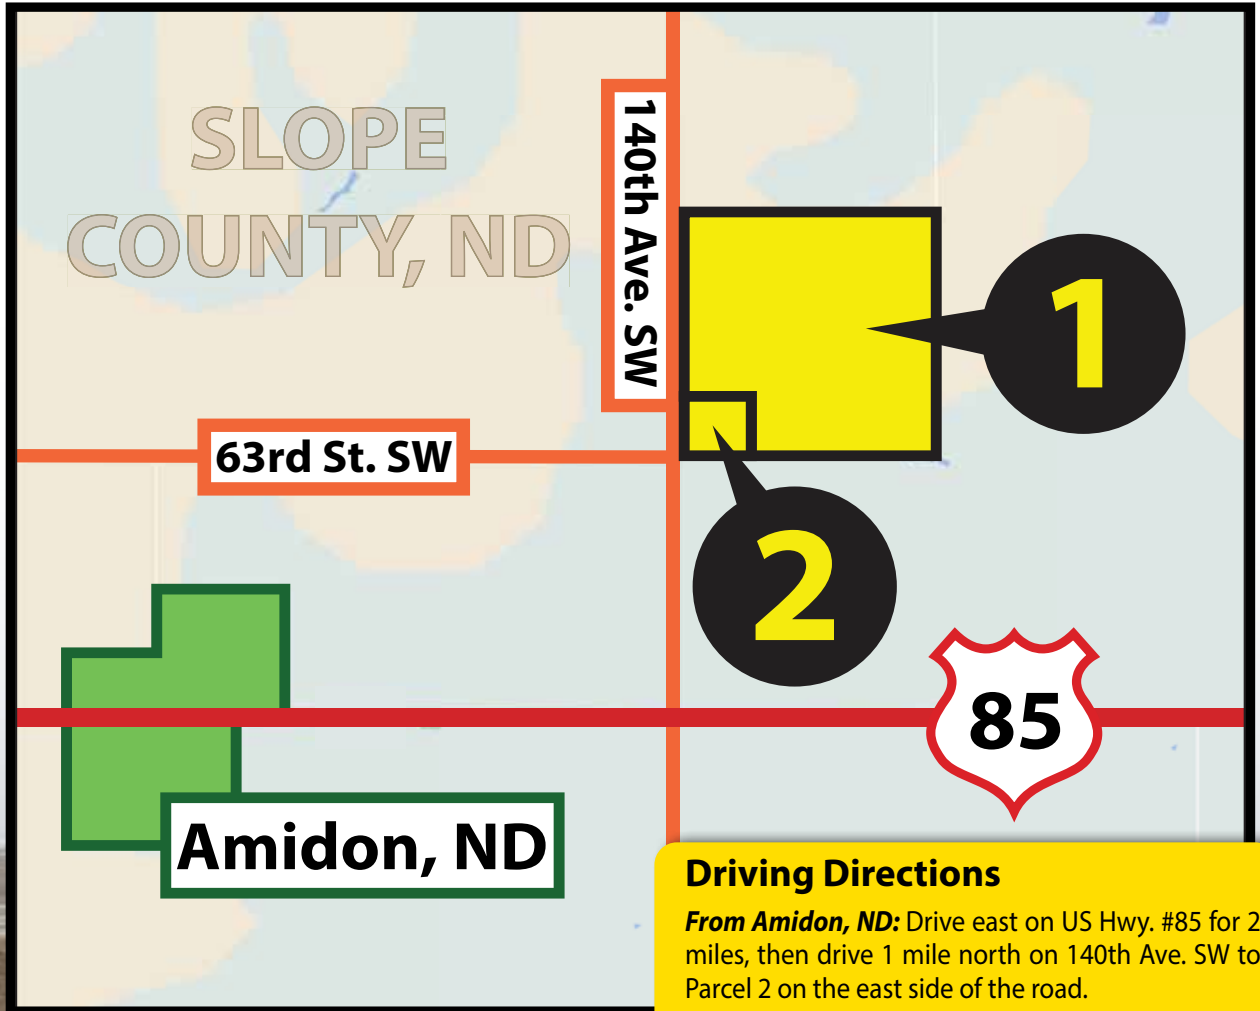 SLOPE
COUNTY, ND
140th Ave. SW
1
63rd St. SW
2
85
Amidon, ND
Driving Directions
From Amidon, ND: Drive east on US Hwy. #85 for 2
miles, then drive 1 mile north on 140th Ave. SW to
Parcel 2 on the east side of the road.